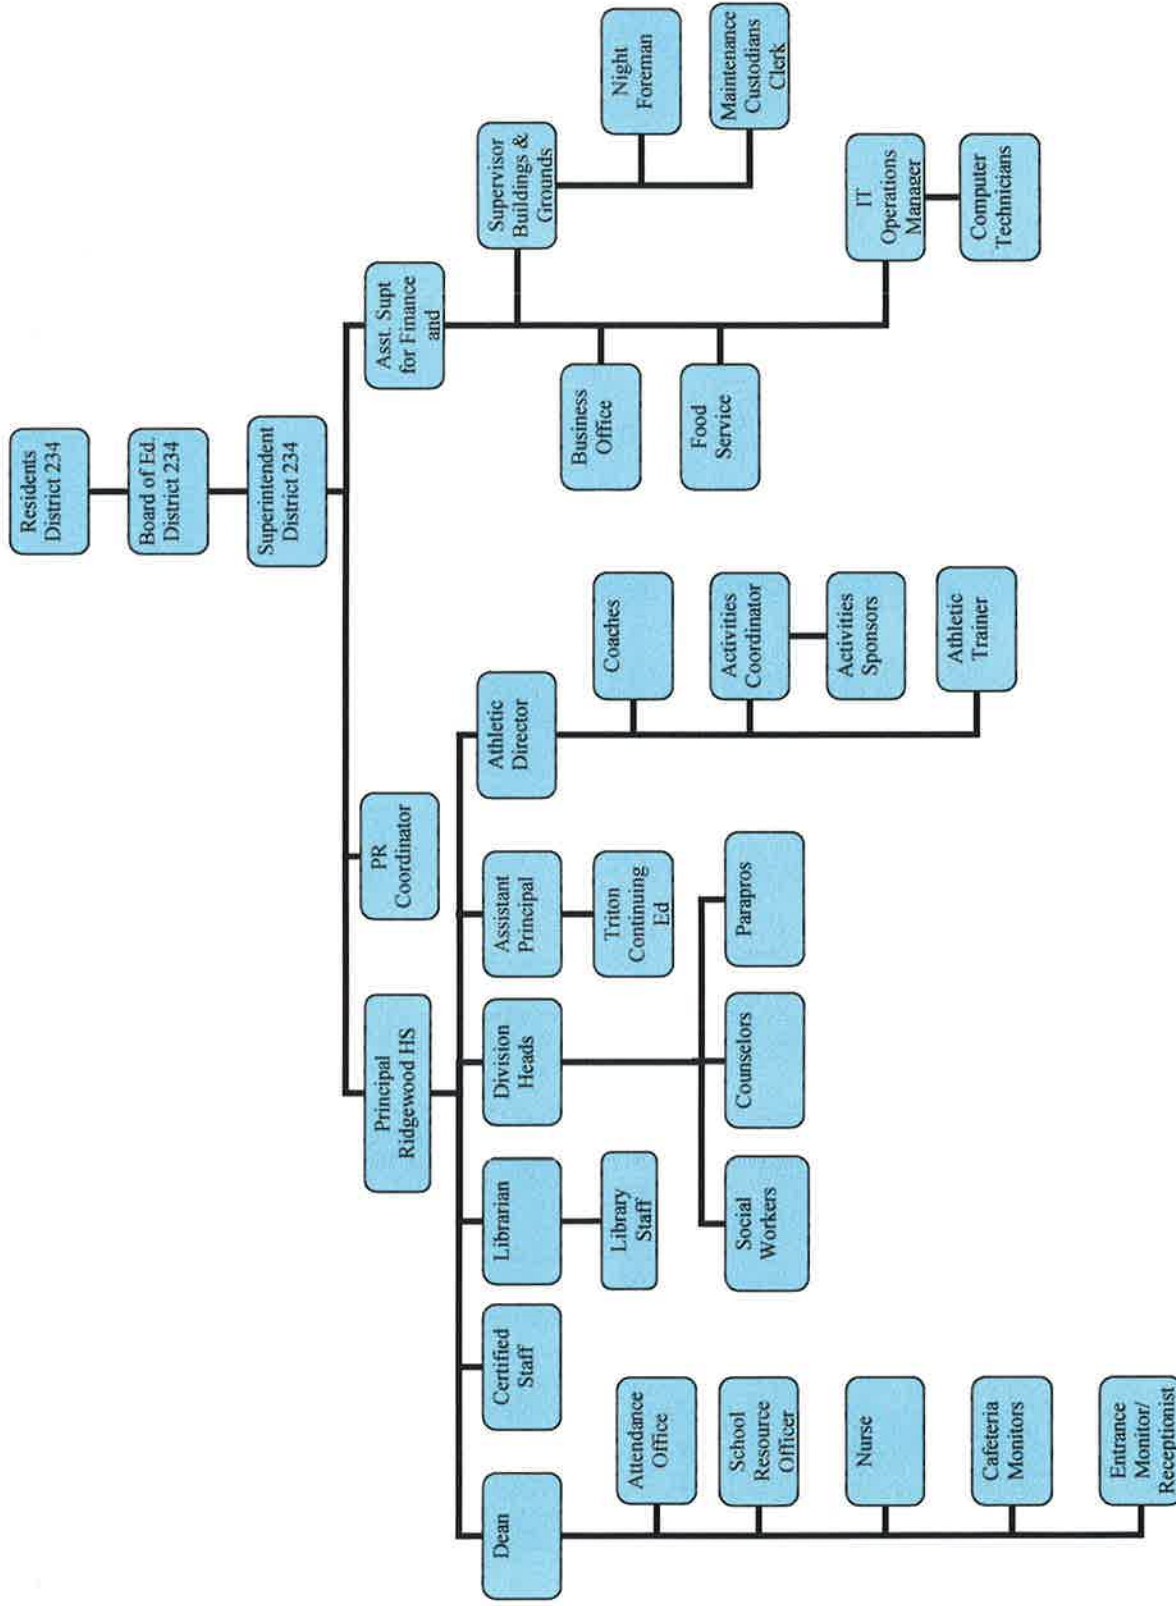 Residents
District 234
Board of Ed.
District 234
Superintendent
District 234
Principal
Ridgewood HS
PR
Coordinator
Asst. Supt
for Finance
and
Dean
Certified
Staff
Librarian
Division
Heads
Assistant
Principal
Athletic
Director
Supervisor
Buildings &
Grounds
Attendance
Office
School
Resource
Officer
Nurse
Cafeteria
Monitors
Entrance
Monitor/
Receptionist
Library
Staff
Social
Workers
Counselors
Parapros
Triton
Continuing
Ed
Coaches
Activities
Coordinator
Activities
Sponsors
Athletic
Trainer
Business
Office
Food
Service
Night
Foreman
Maintenance
Custodians
Clerk
IT
Operations
Manager
Computer
Technicians